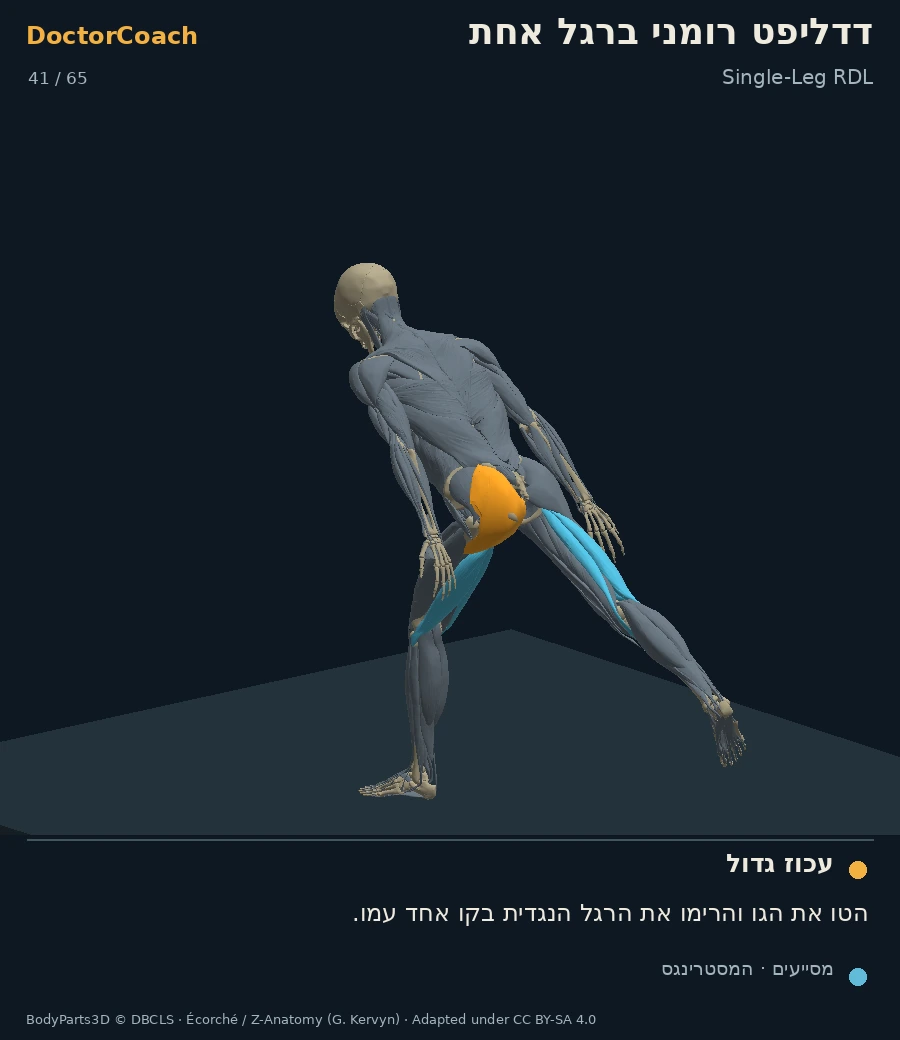 DoctorCoach
דדליפט רומני ברגל אחת
41 / 65
Single-Leg RDL
עכוז גדול
הטו את הגו והרימו את הרגל הנגדית בקו אחד עמו.
מסייעים · המסטרינגס
BodyParts3D © DBCLS · Écorché / Z-Anatomy (G. Kervyn) · Adapted under CC BY-SA 4.0